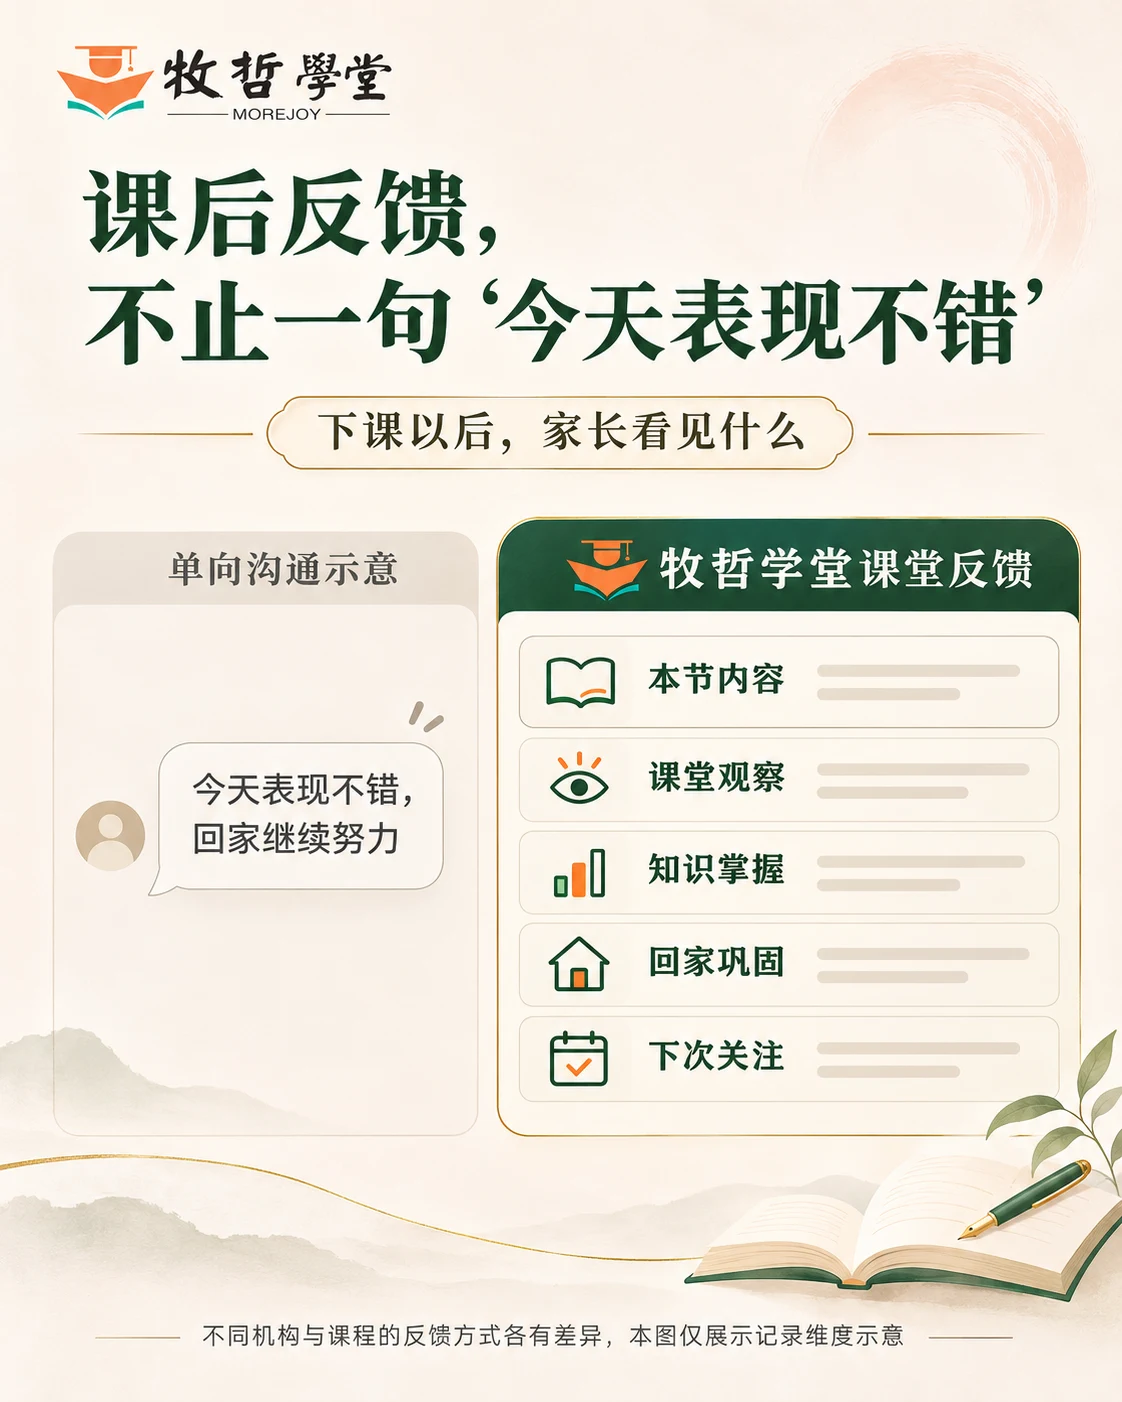 牧哲學堂
MOREJOY
课后反馈，
不止一句‘今天表现不错’
下课以后，家长看见什么
单向沟通示意
今天表现不错，
回家继续努力
牧哲学堂课堂反馈
本节内容
课堂观察
知识掌握
回家巩固
下次关注
不同机构与课程的反馈方式各有差异，本图仅展示记录维度示意